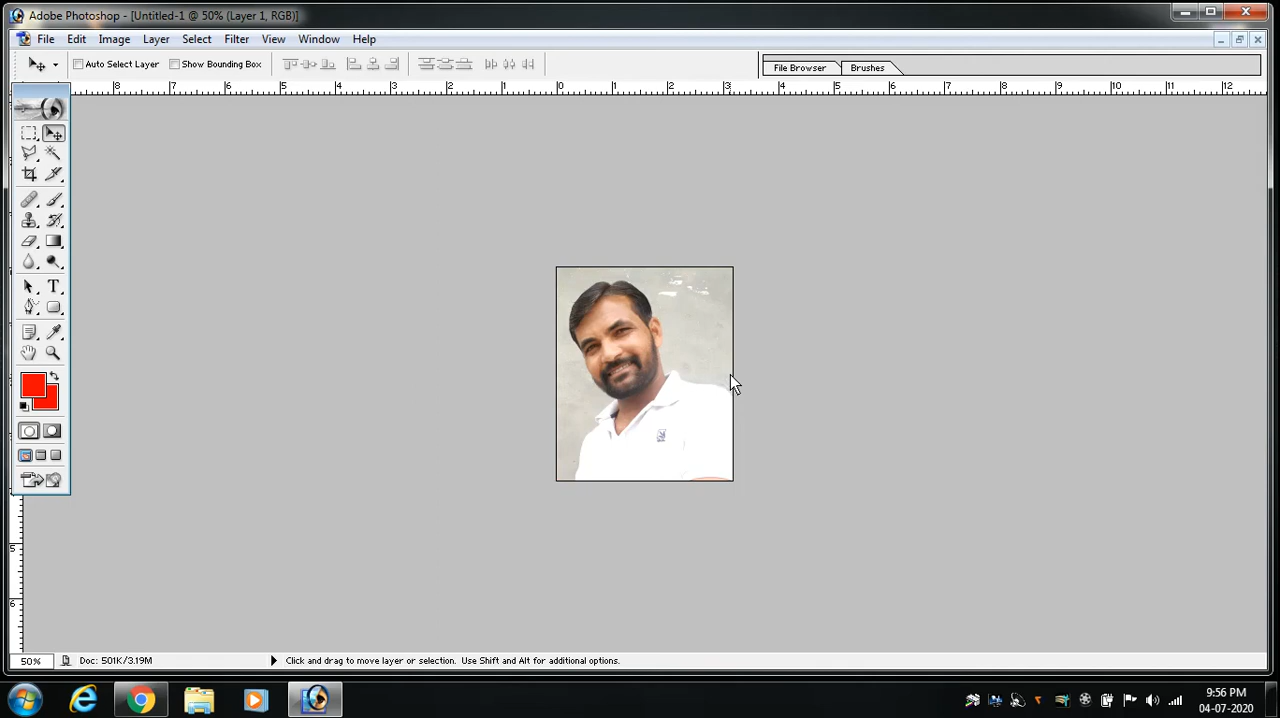 Adobe Photoshop - [Untitled-1 @ 50% (Layer 1, RGB)]
File Edit Image Layer Select Filter View Window Help
Auto Select Layer Show Bounding Box File Browser Brushes
8 7 6 5 4 3 2 1 0 1 2 3 4 5 6 7 8 9 10 11 12
T
5
6
50% Doc: 501K/3.19M Click and drag to move layer or selection. Use Shift and Alt for additional options.
9:56 PM
04-07-2020